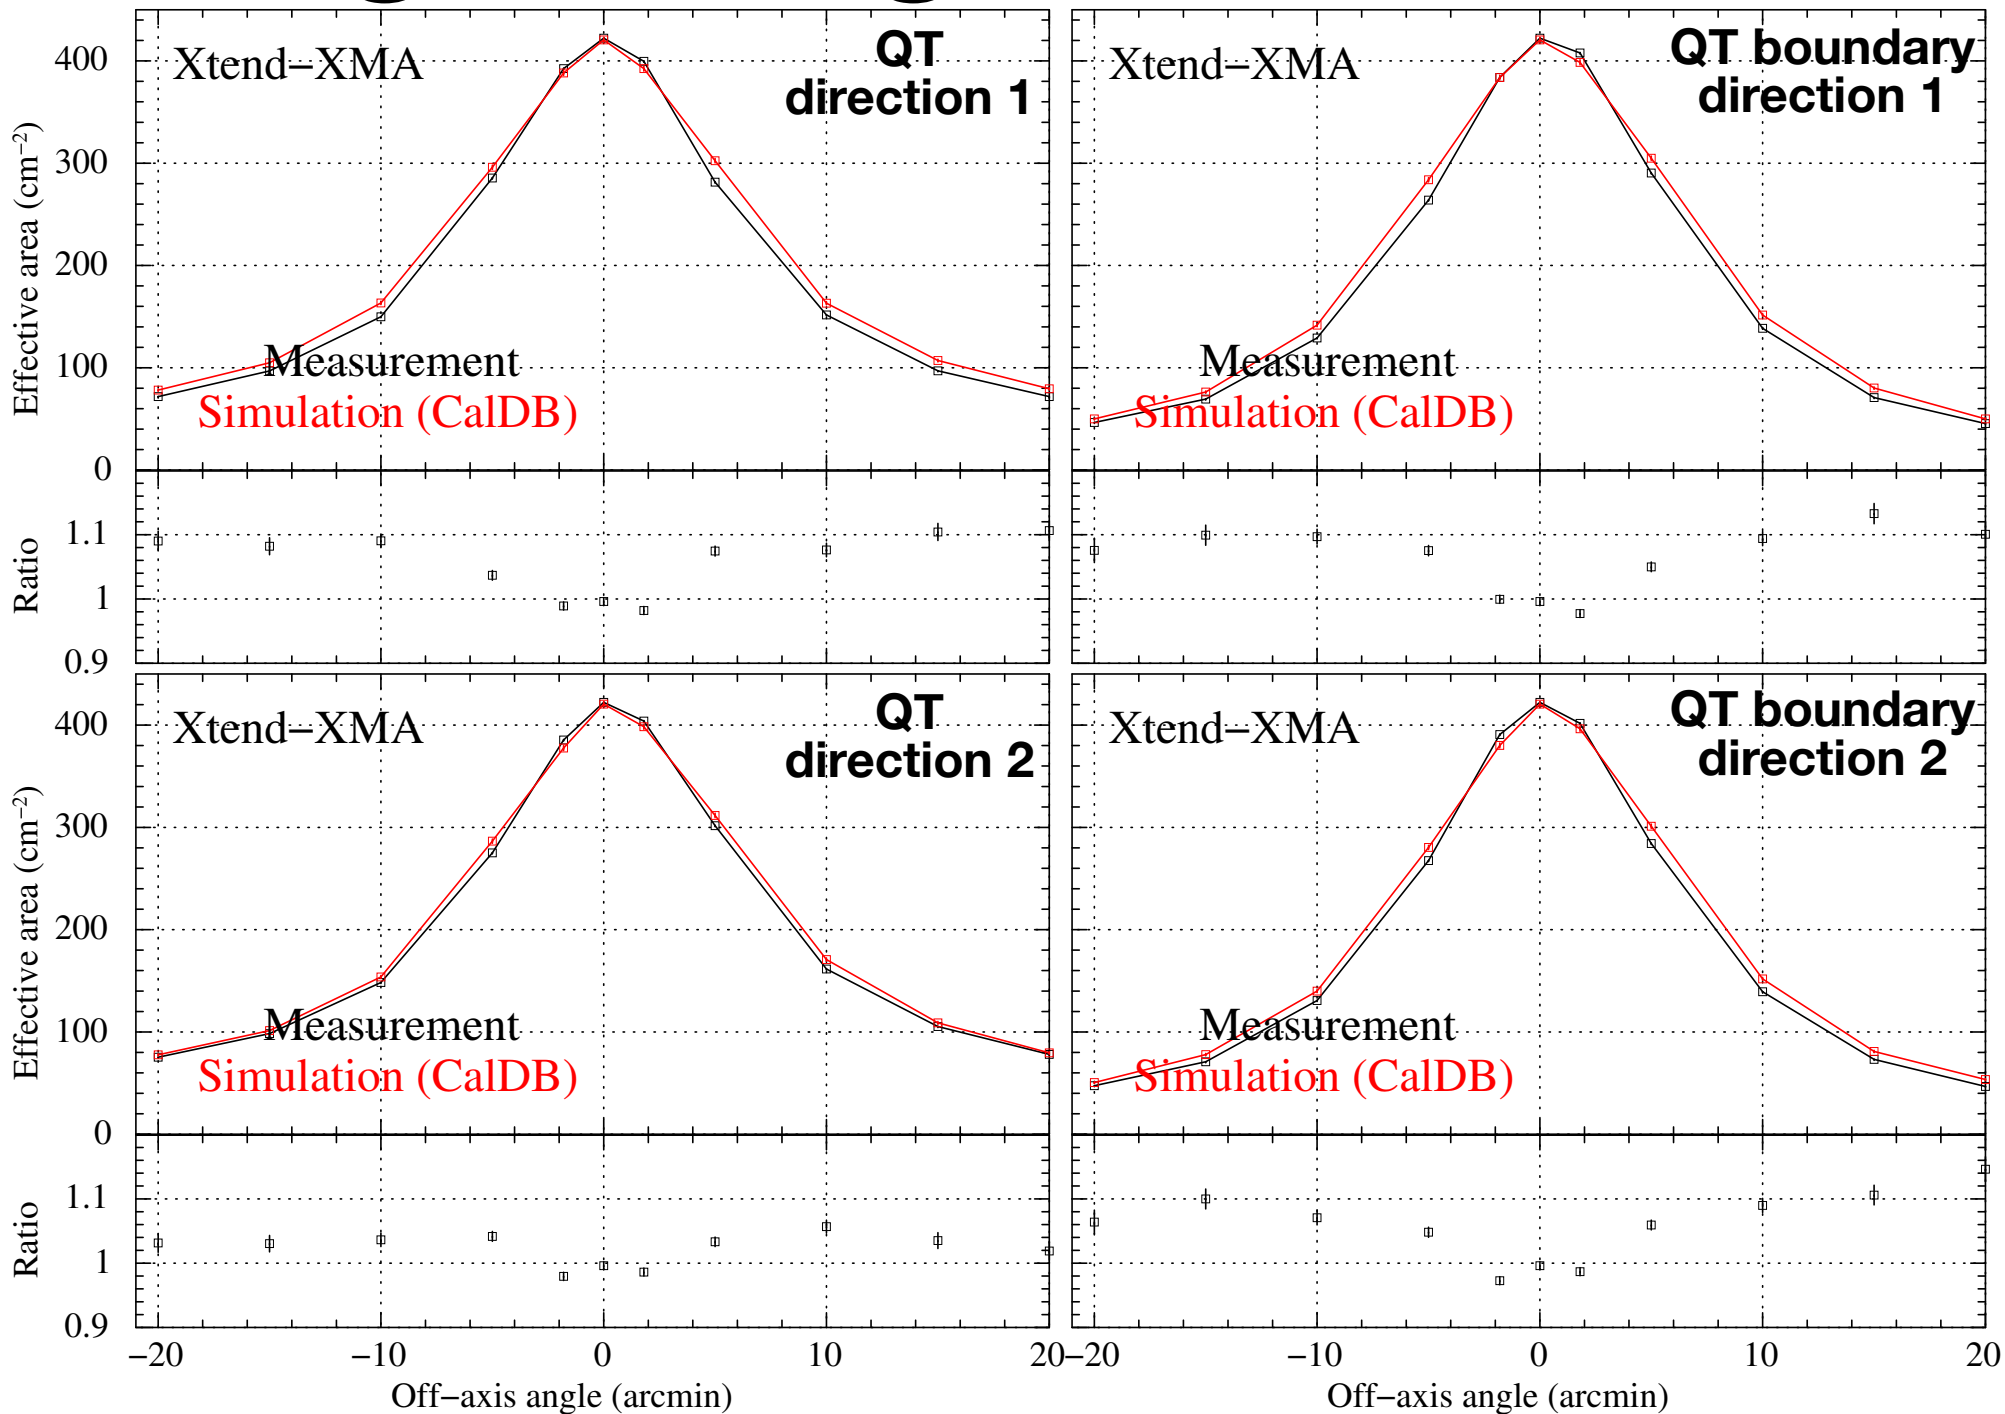 Xtend−XMA
QT
direction 1
Effective area (cm⁻²)
400
300
200
100
0
Measurement
Simulation (CalDB)
Ratio
1.1
1
0.9
Xtend−XMA
QT boundary
direction 1
Measurement
Simulation (CalDB)
Xtend−XMA
QT
direction 2
Effective area (cm⁻²)
400
300
200
100
0
Measurement
Simulation (CalDB)
Ratio
1.1
1
0.9
−20 −10 0 10 20
Off−axis angle (arcmin)
Xtend−XMA
QT boundary
direction 2
Measurement
Simulation (CalDB)
−20 −10 0 10 20
Off−axis angle (arcmin)